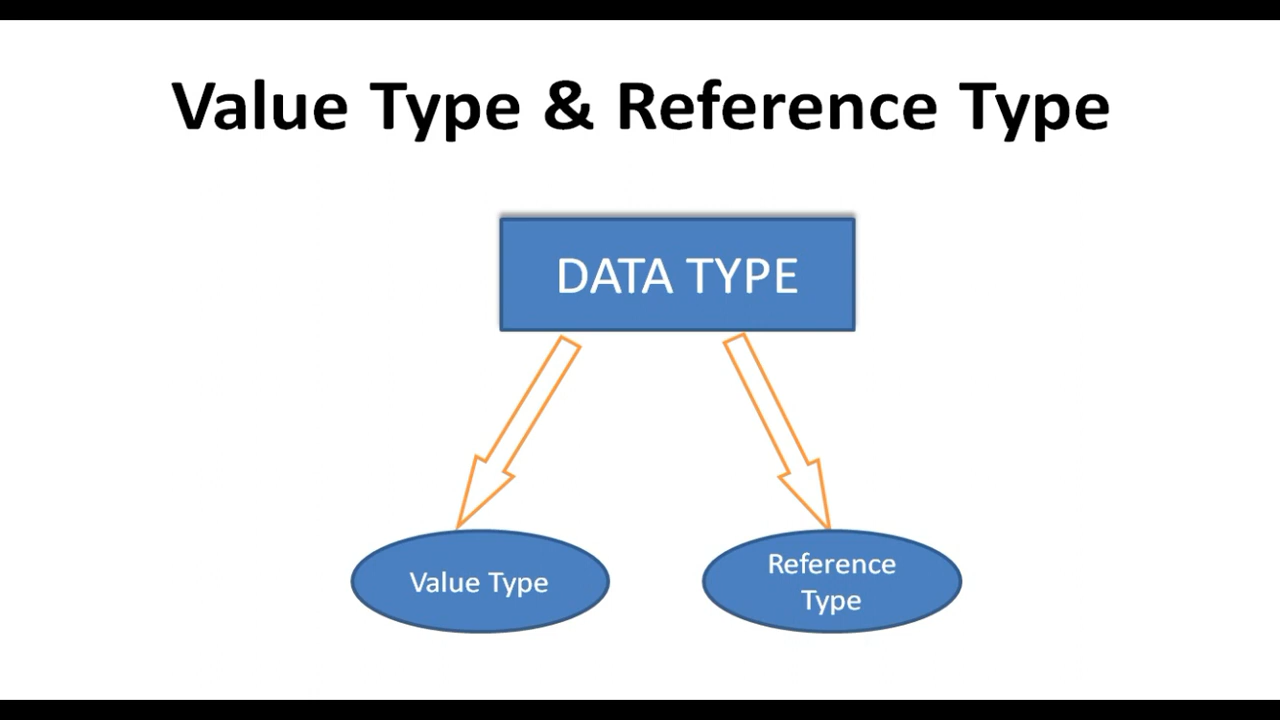 Value Type & Reference Type
DATA TYPE
Value Type
Reference
Type